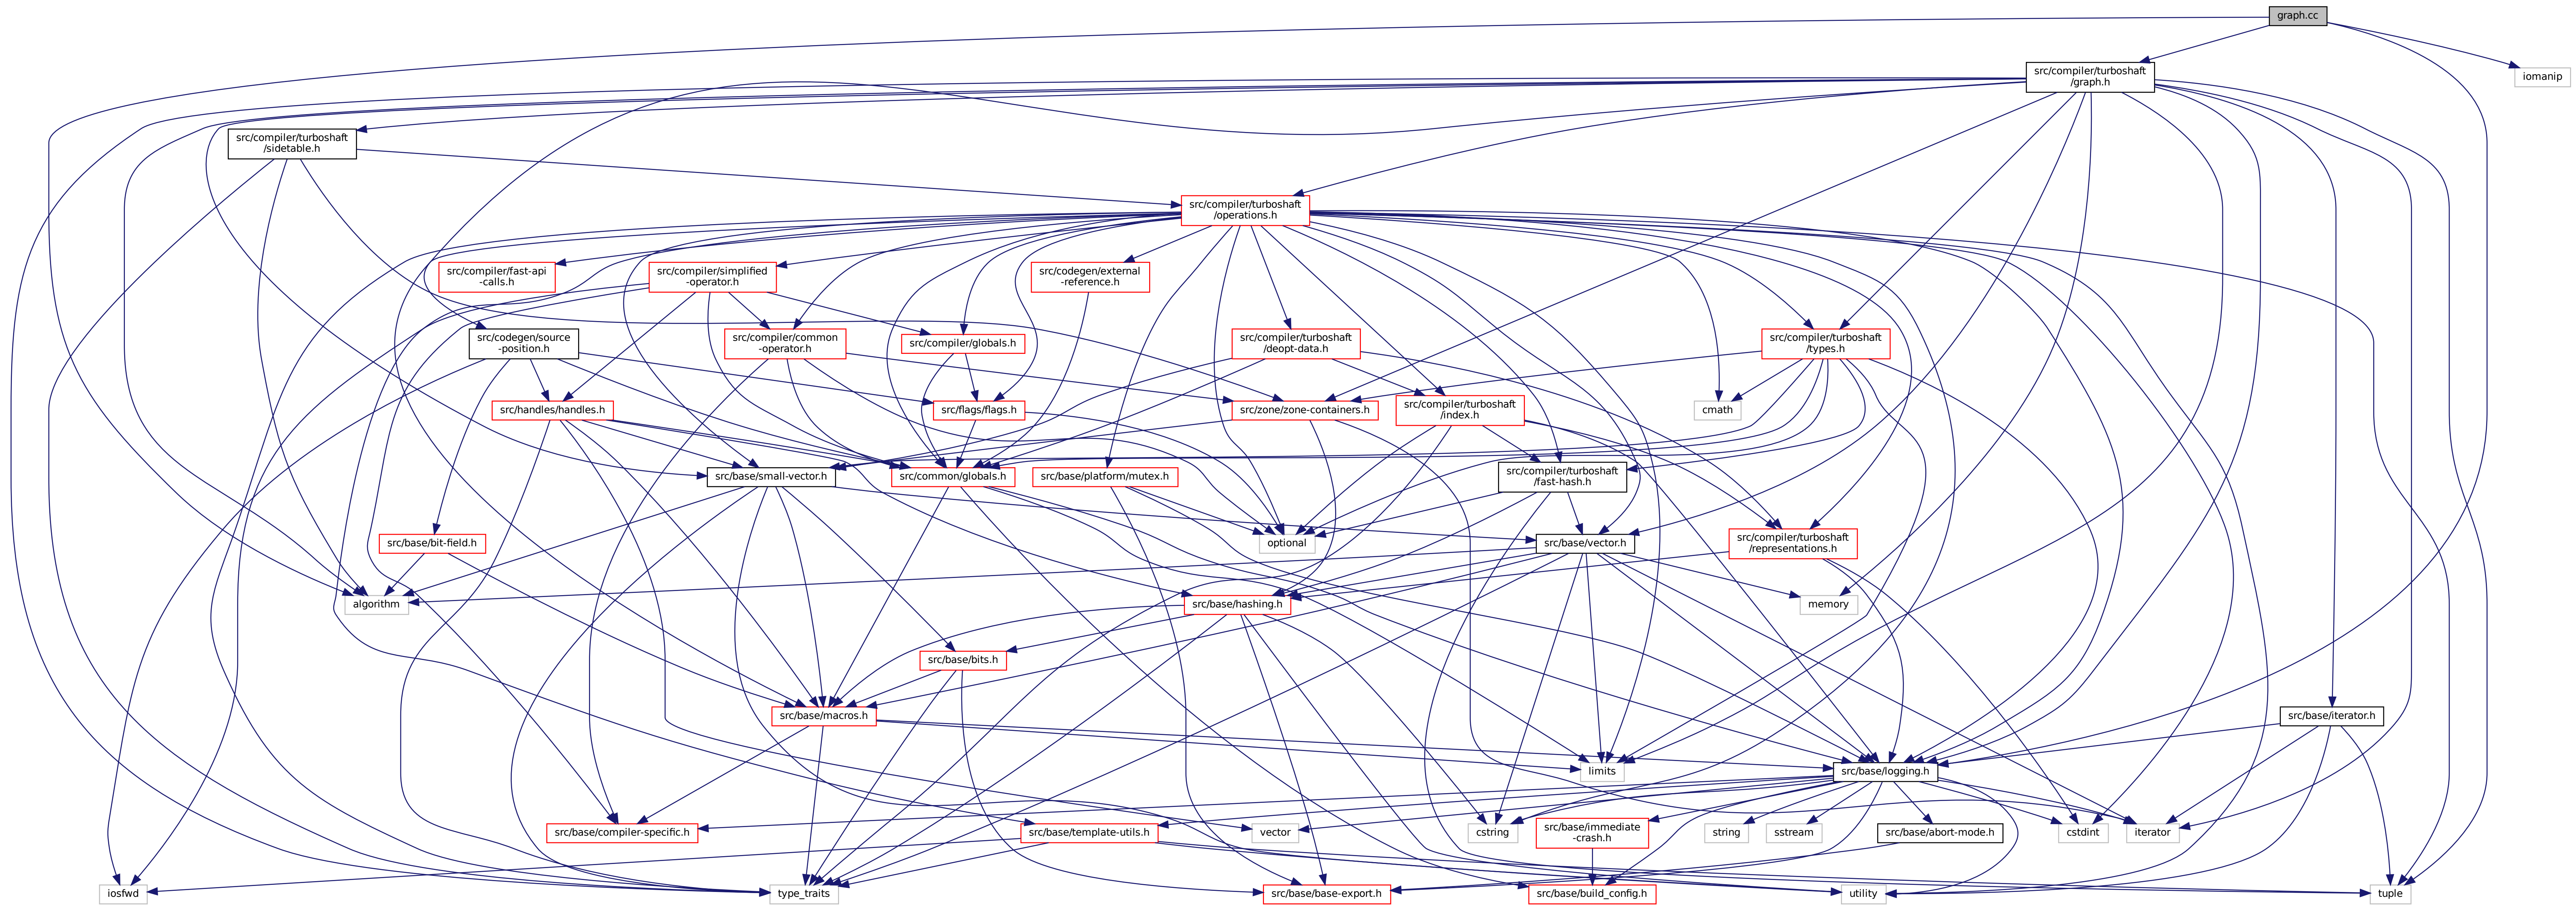 graph.cc
src/compiler/turboshaft
/graph.h
iomanip
src/compiler/turboshaft
/sidetable.h
src/compiler/turboshaft
/operations.h
src/compiler/fast-api
-calls.h
src/compiler/simplified
-operator.h
src/codegen/external
-reference.h
src/codegen/source
-position.h
src/compiler/common
-operator.h
src/compiler/globals.h
src/compiler/turboshaft
/deopt-data.h
src/compiler/turboshaft
/types.h
src/handles/handles.h
src/flags/flags.h
src/zone/zone-containers.h
src/compiler/turboshaft
/index.h
cmath
src/base/small-vector.h
src/common/globals.h
src/base/platform/mutex.h
src/compiler/turboshaft
/fast-hash.h
src/base/bit-field.h
optional
src/base/vector.h
src/compiler/turboshaft
/representations.h
algorithm
src/base/hashing.h
memory
src/base/bits.h
src/base/macros.h
src/base/iterator.h
limits
src/base/logging.h
src/base/compiler-specific.h
src/base/template-utils.h
vector
cstring
src/base/immediate
-crash.h
string
sstream
src/base/abort-mode.h
cstdint
iterator
iosfwd
type_traits
src/base/base-export.h
src/base/build_config.h
utility
tuple